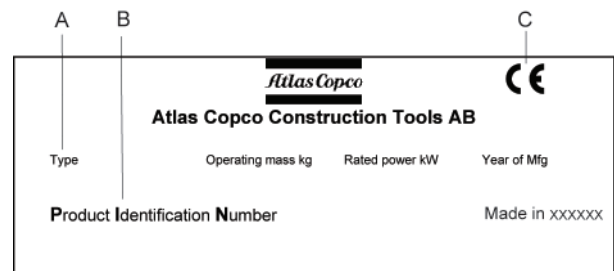 A B C
Atlas Copco CE
Atlas Copco Construction Tools AB
Type Operating mass kg Rated power kW Year of Mfg
Product Identification Number Made in xxxxxx